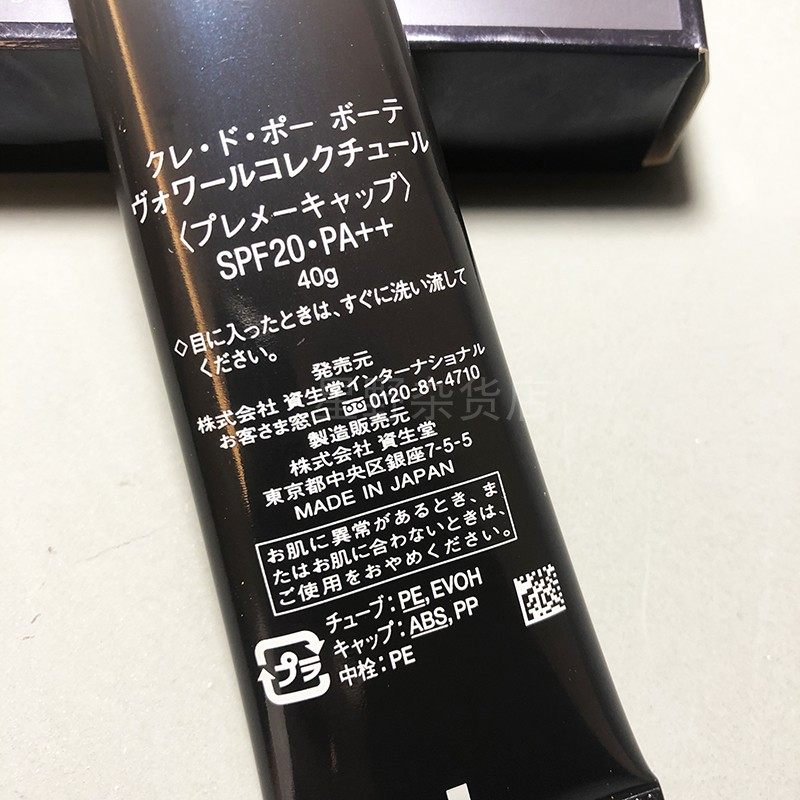 クレ・ド・ポー ボーテ
ヴォワールコレクチュール
〈プレメーキャップ〉
SPF20・PA++
40g
◇目に入ったときは、すぐに洗い流して
ください。
発売元
株式会社 資生堂インターナショナル
お客さま窓口 0120-81-4710
製造販売元
株式会社 資生堂
東京都中央区銀座7-5-5
MADE IN JAPAN
お肌に異常があるとき、ま
たはお肌に合わないときは、
ご使用をおやめください。
チューブ:PE,EVOH
キャップ:ABS,PP
中栓:PE
プラ